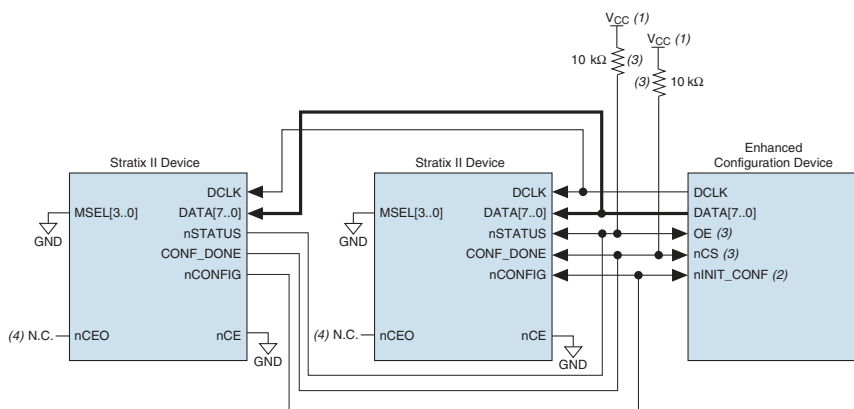 VCC (1)
VCC (1)
10 kΩ
(3)
(3)
10 kΩ
Stratix II Device
Stratix II Device
Enhanced
Configuration Device
DCLK
DATA[7..0]
nSTATUS
CONF_DONE
nCONFIG
MSEL[3..0]
GND
(4) N.C.
nCEO
nCE
GND
DCLK
DATA[7..0]
nSTATUS
CONF_DONE
nCONFIG
MSEL[3..0]
GND
(4) N.C.
nCEO
nCE
GND
DCLK
DATA[7..0]
OE (3)
nCS (3)
nINIT_CONF (2)